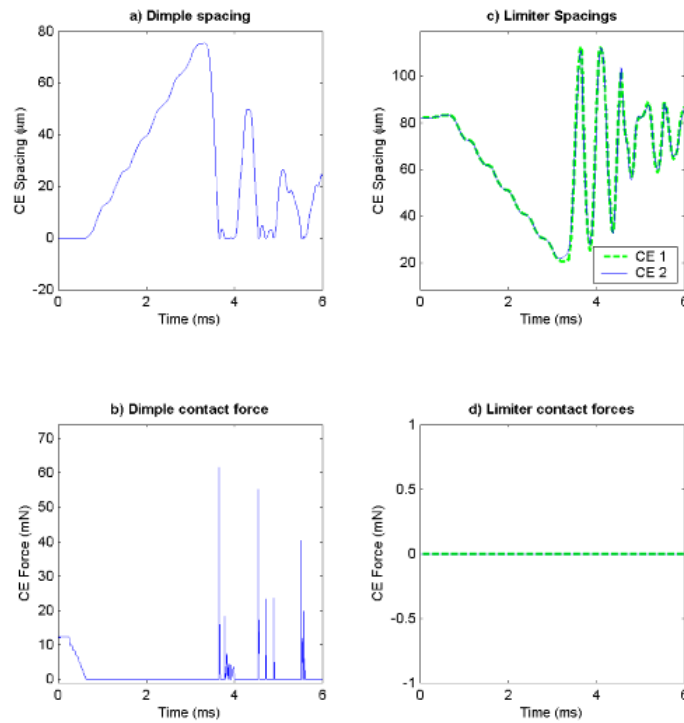 a) Dimple spacing
80
60
40
20
0
-20
CE Spacing (μm)
0 2 4 6
Time (ms)
c) Limiter Spacings
100
80
60
40
20
CE Spacing (μm)
CE 1
CE 2
0 2 4 6
Time (ms)
b) Dimple contact force
70
60
50
40
30
20
10
0
CE Force (mN)
0 2 4 6
Time (ms)
d) Limiter contact forces
1
0.5
0
-0.5
-1
CE Force (mN)
0 2 4 6
Time (ms)